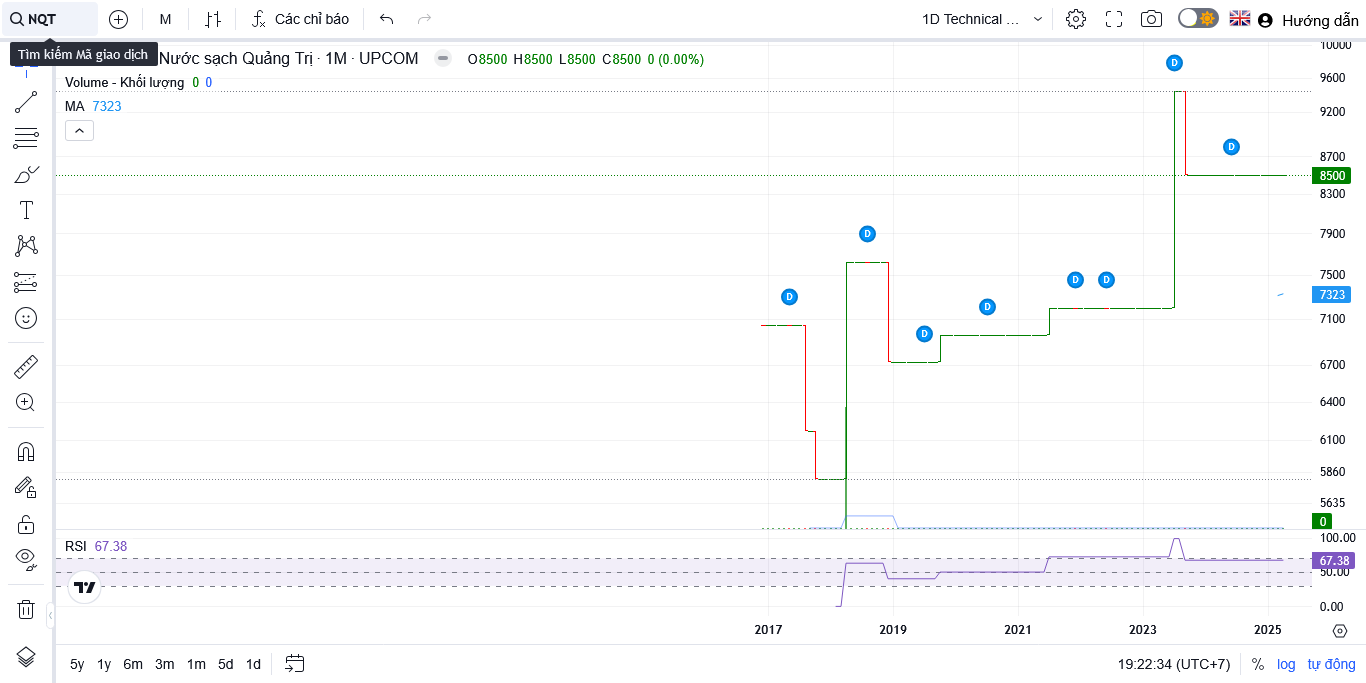 NQT
M
Các chỉ báo
1D Technical ...
Hướng dẫn
Tìm kiếm Mã giao dịch
Nước sạch Quảng Trị · 1M · UPCOM
O8500 H8500 L8500 C8500 0 (0.00%)
Volume - Khối lượng 0 0
MA 7323
D
D
D
D
D
D
D
D
10000
9600
9200
8700
8500
8300
7900
7500
7323
7100
6700
6400
6100
5860
5635
0
RSI 67.38
100.00
67.38
50.00
0.00
2017 2019 2021 2023 2025
5y 1y 6m 3m 1m 5d 1d
19:22:34 (UTC+7)
% log tự động